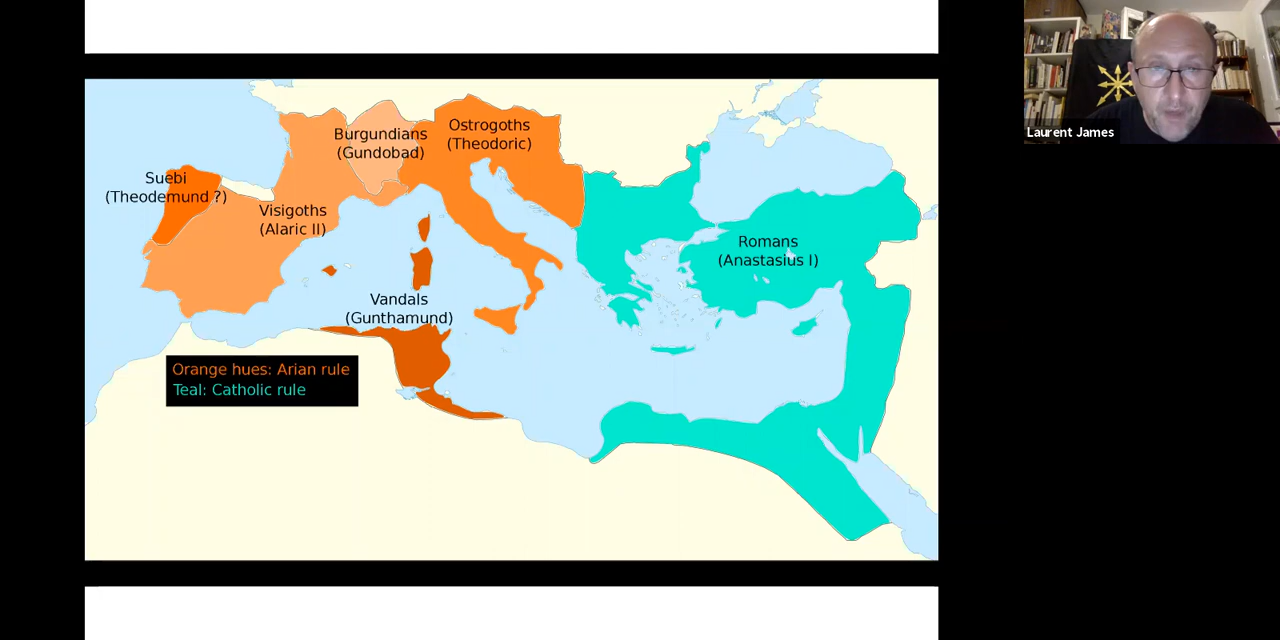 Burgundians
(Gundobad)
Ostrogoths
(Theodoric)
Suebi
(Theodemund ?)
Visigoths
(Alaric II)
Romans
(Anastasius I)
Vandals
(Gunthamund)
Orange hues: Arian rule
Teal: Catholic rule
Laurent James